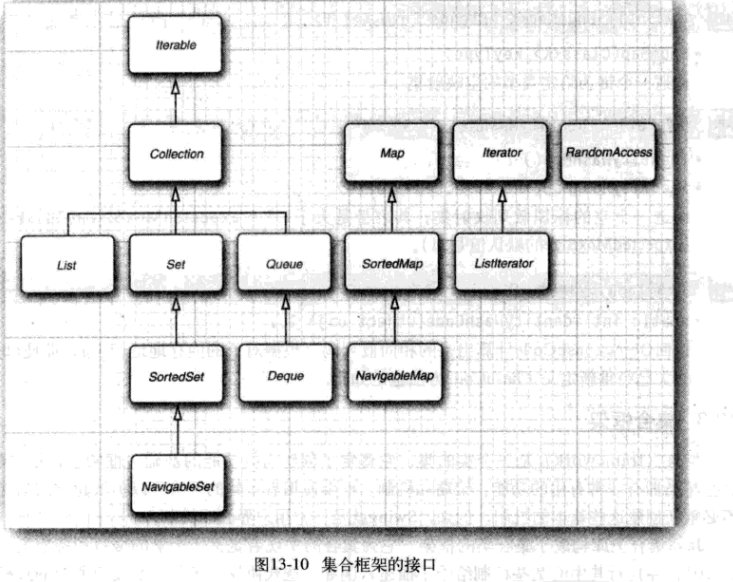 Iterable
Collection
Map
Iterator
RandomAccess
List
Set
Queue
SortedMap
ListIterator
SortedSet
Deque
NavigableMap
NavigableSet
图13-10 集合框架的接口